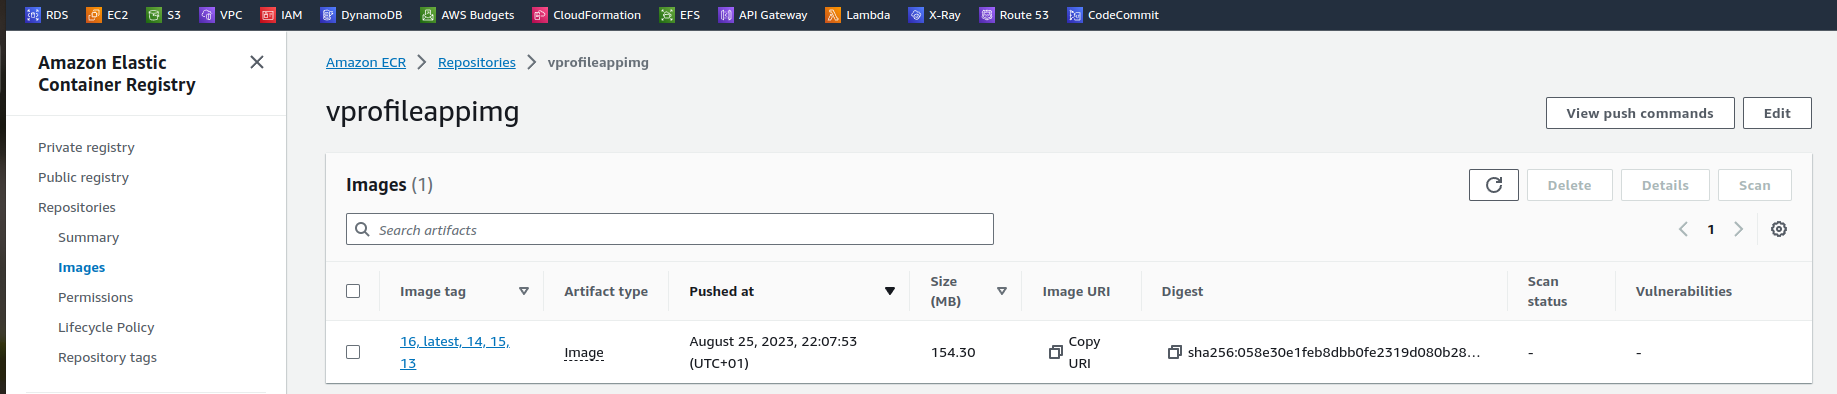 RDS EC2 S3 VPC IAM DynamoDB AWS Budgets CloudFormation EFS API Gateway Lambda X-Ray Route 53 CodeCommit
Amazon Elastic
Container Registry
Private registry
Public registry
Repositories
Summary
Images
Permissions
Lifecycle Policy
Repository tags
Amazon ECR Repositories vprofileappimg
vprofileappimg
View push commands Edit
Images (1)
Delete Details Scan
Search artifacts
1
Image tag Artifact type Pushed at Size
(MB) Image URI Digest Scan
status Vulnerabilities
16, latest, 14, 15,
13
Image
August 25, 2023, 22:07:53
(UTC+01)
154.30
Copy
URI
sha256:058e30e1feb8dbb0fe2319d080b28...
-
-